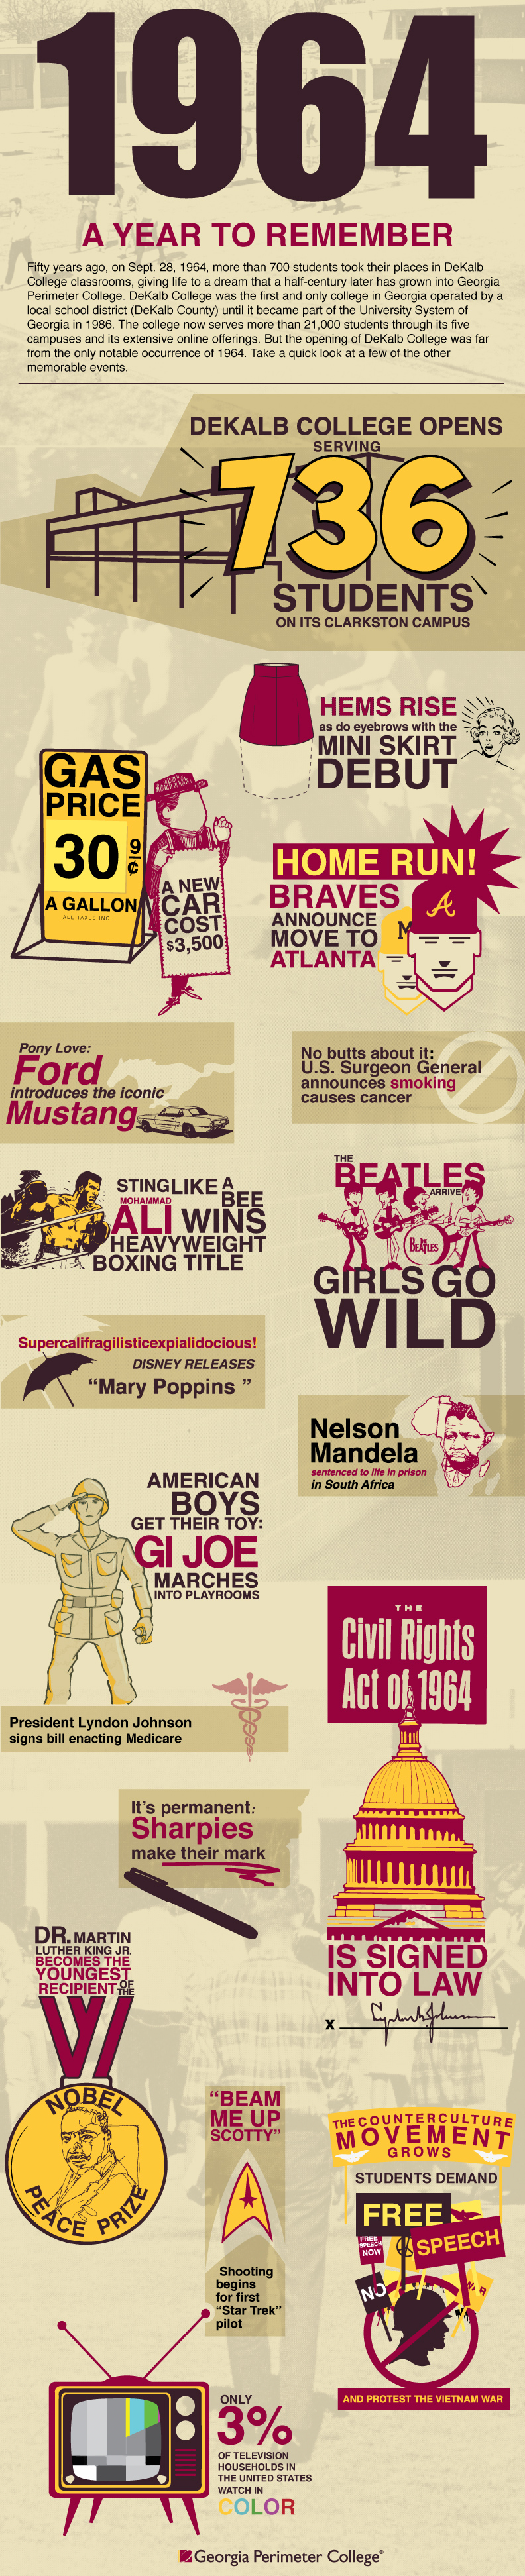 1964
A YEAR TO REMEMBER
Fifty years ago, on Sept. 28, 1964, more than 700 students took their places in DeKalb
College classrooms, giving life to a dream that a half-century later has grown into Georgia
Perimeter College. DeKalb College was the first and only college in Georgia operated by a
local school district (DeKalb County) until it became part of the University System of
Georgia in 1986. The college now serves more than 21,000 students through its five
campuses and its extensive online offerings. But the opening of DeKalb College was far
from the only notable occurrence of 1964. Take a quick look at a few of the other
memorable events.
DEKALB COLLEGE OPENS
SERVING
736
STUDENTS
ON ITS CLARKSTON CAMPUS
HEMS RISE
as do eyebrows with the
MINI SKIRT
DEBUT
GAS
PRICE
30 9/¢
A GALLON
ALL TAXES INCL.
A NEW
CAR
COST
$3,500
HOME RUN!
BRAVES
ANNOUNCE
MOVE TO
ATLANTA
M
A
Pony Love:
Ford
introduces the iconic
Mustang
No butts about it:
U.S. Surgeon General
announces smoking
causes cancer
STING LIKE A
BEE
MOHAMMAD
ALI WINS
HEAVYWEIGHT
BOXING TITLE
THE
BEATLES
ARRIVE
THE
BEATLES
GIRLS GO
WILD
Supercalifragilisticexpialidocious!
DISNEY RELEASES
“Mary Poppins ”
Nelson
Mandela
sentenced to life in prison
in South Africa
AMERICAN
BOYS
GET THEIR TOY:
GI JOE
MARCHES
INTO PLAYROOMS
THE
Civil Rights
Act of 1964
IS SIGNED
INTO LAW
x Lyndon B. Johnson
President Lyndon Johnson
signs bill enacting Medicare
It's permanent:
Sharpies
make their mark
DR. MARTIN
LUTHER KING JR.
BECOMES THE
YOUNGEST
RECIPIENT OF THE
NOBEL
PEACE PRIZE
“BEAM
ME UP
SCOTTY”
Shooting
begins
for first
“Star Trek”
pilot
THE COUNTERCULTURE
MOVEMENT
GROWS
STUDENTS DEMAND
FREE
SPEECH
FREE
SPEECH
NOW
NO
WAR
AND PROTEST THE VIETNAM WAR
ONLY
3%
OF TELEVISION
HOUSEHOLDS IN
THE UNITED STATES
WATCH IN
COLOR
Georgia Perimeter College®